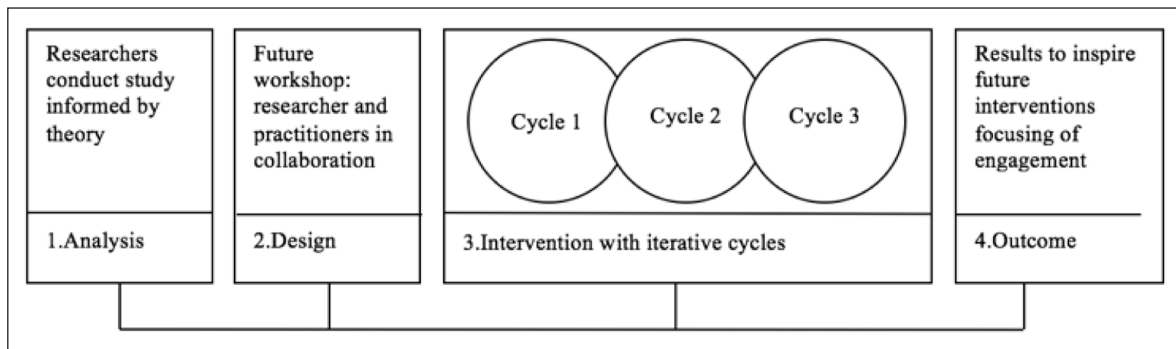 Researchers
conduct study
informed by
theory
1.Analysis
Future
workshop:
researcher and
practitioners in
collaboration
2.Design
Cycle 1
Cycle 2
Cycle 3
3.Intervention with iterative cycles
Results to inspire
future
interventions
focusing of
engagement
4.Outcome